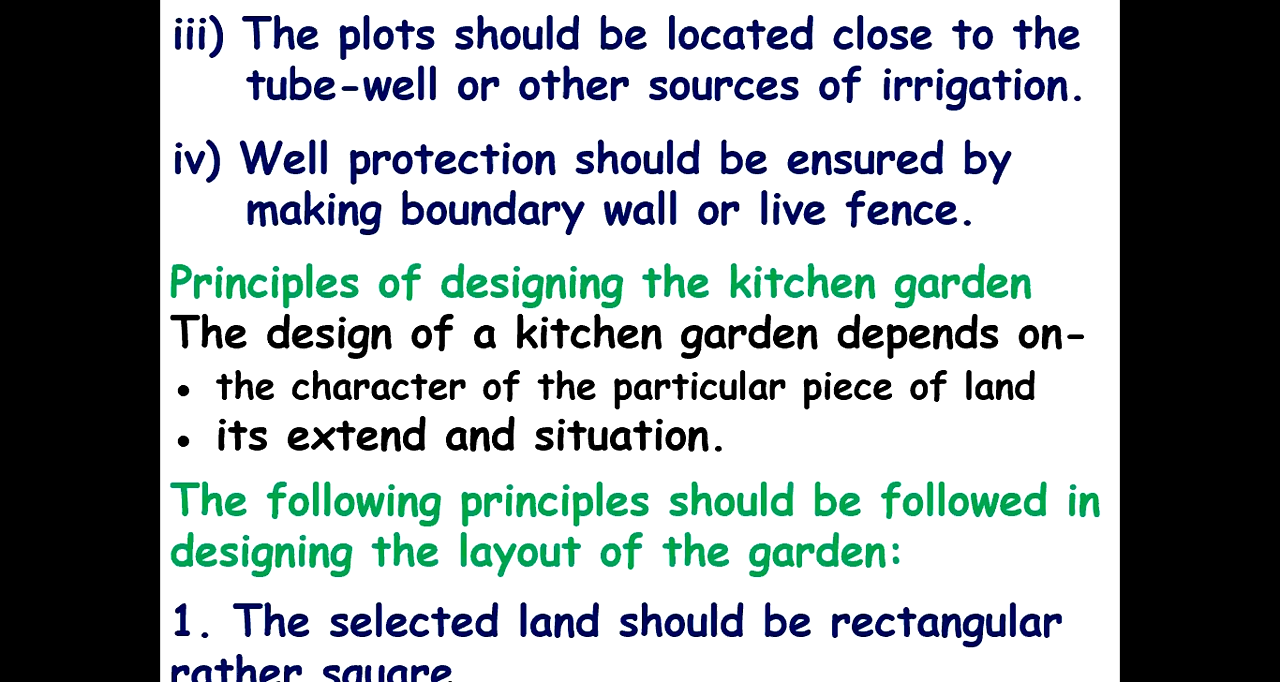 iii) The plots should be located close to the
tube-well or other sources of irrigation.
iv) Well protection should be ensured by
making boundary wall or live fence.
Principles of designing the kitchen garden
The design of a kitchen garden depends on-
• the character of the particular piece of land
• its extend and situation.
The following principles should be followed in
designing the layout of the garden:
1. The selected land should be rectangular
rather square